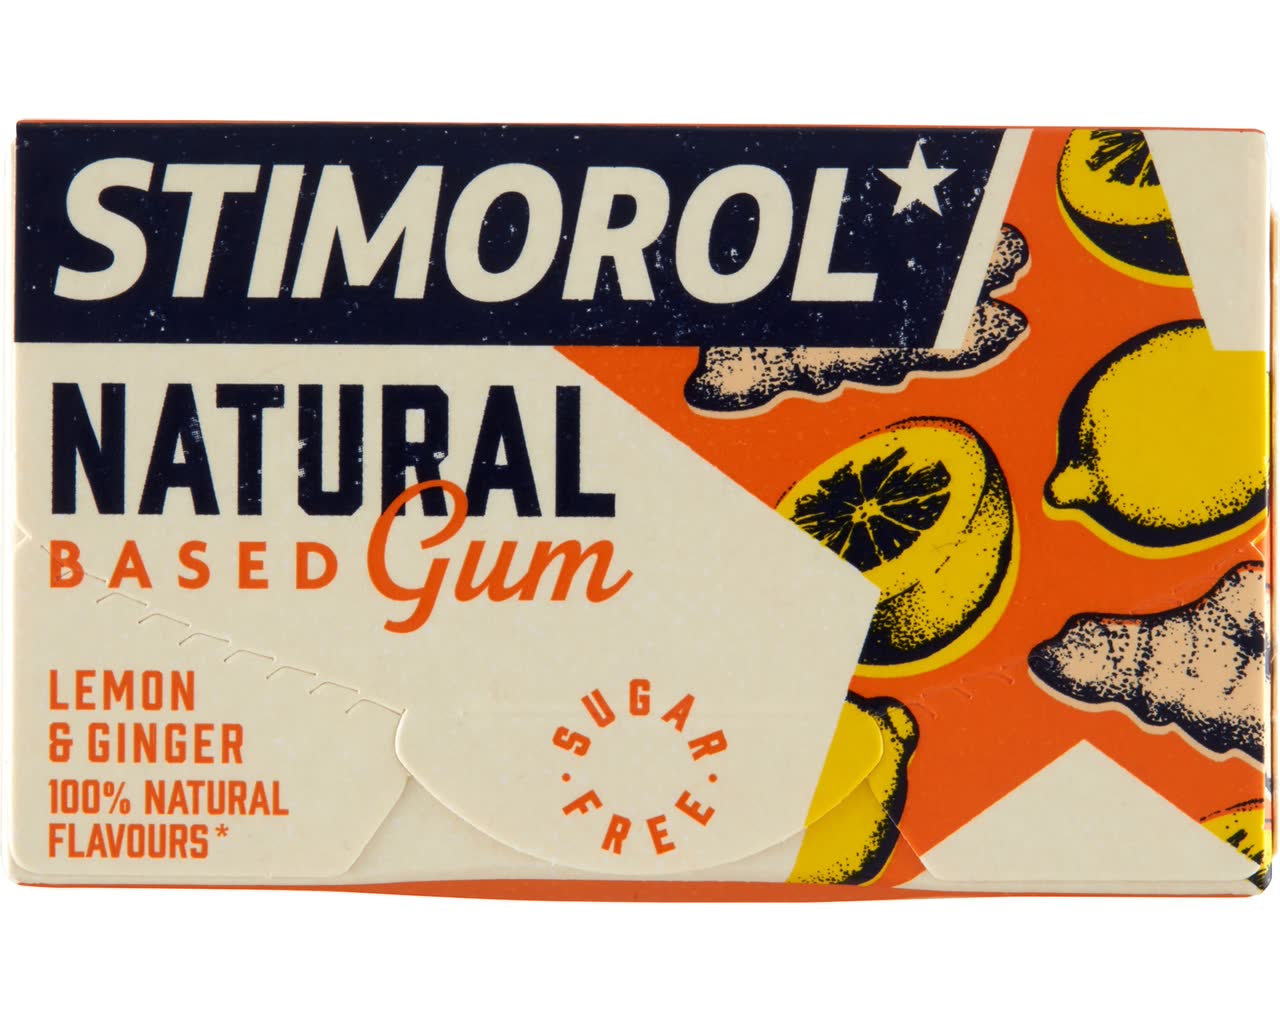 STIMOROL
NATURAL
BASED Gum
LEMON
& GINGER
100% NATURAL
FLAVOURS*
SUGAR
FREE